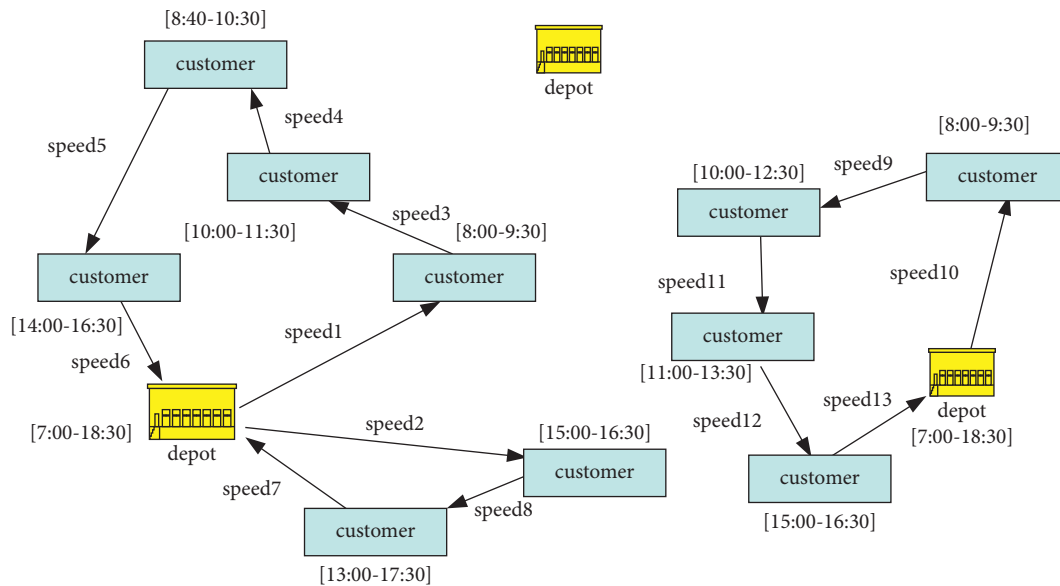 [8:40-10:30]
customer
depot
speed4
speed5
[8:00-9:30]
customer
speed9
customer
[10:00-12:30]
customer
speed3
[10:00-11:30]
[8:00-9:30]
customer
customer
speed10
speed11
[14:00-16:30]
speed1
customer
speed6
[11:00-13:30]
depot
speed13
speed12
speed2
[7:00-18:30]
depot
[15:00-16:30]
[7:00-18:30]
customer
customer
speed7
speed8
customer
[15:00-16:30]
[13:00-17:30]